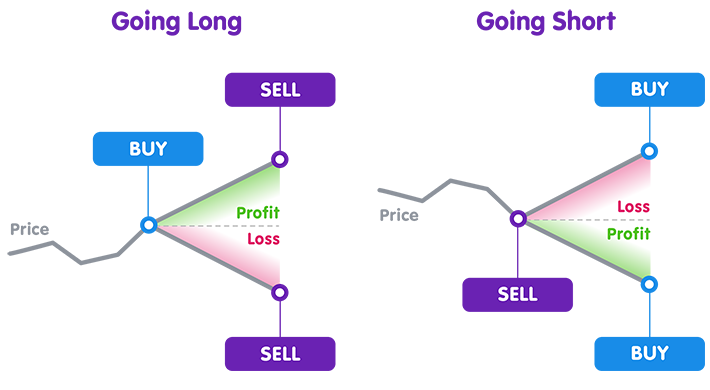 Going Long
SELL
BUY
Price
Profit
Loss
SELL
Going Short
BUY
Price
Loss
Profit
SELL
BUY